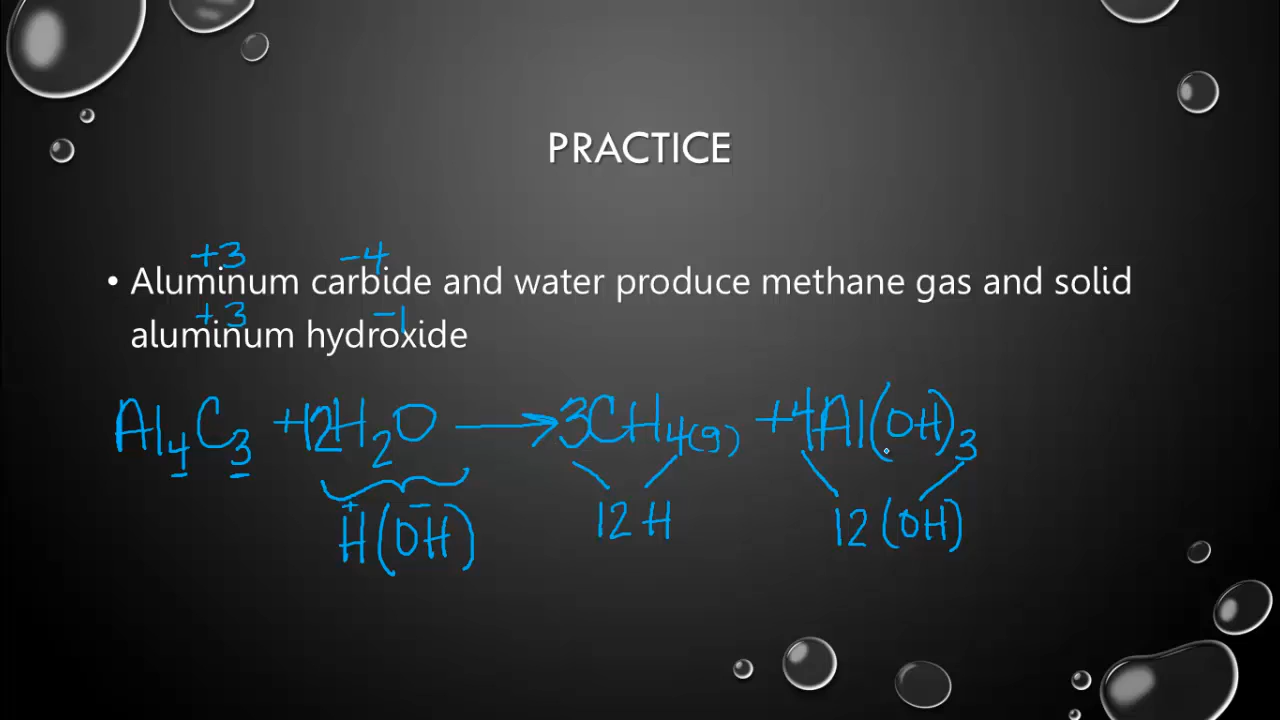 PRACTICE
+3 -4
• Aluminum carbide and water produce methane gas and solid
+3 -1
aluminum hydroxide
Al₄C₃ + 12H₂O → 3CH₄(g) + 4Al(OH)₃
H⁺(OH⁻) 12H 12(OH)